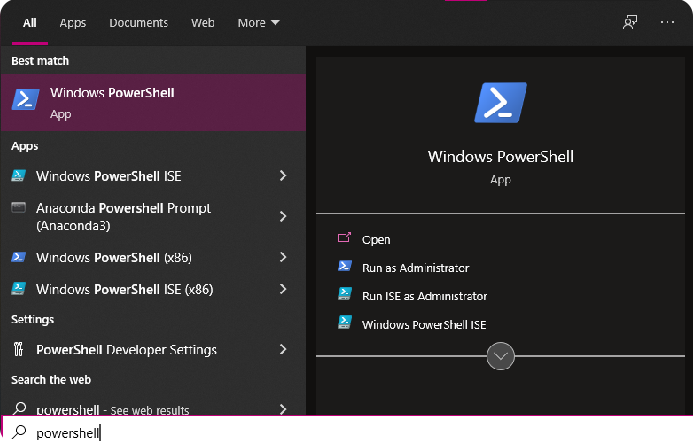 All Apps Documents Web More
Best match
Windows PowerShell
App
Apps
Windows PowerShell ISE
Anaconda Powershell Prompt
(Anaconda3)
Windows PowerShell (x86)
Windows PowerShell ISE (x86)
Settings
PowerShell Developer Settings
Search the web
powershell - See web results
powershell
Windows PowerShell
App
Open
Run as Administrator
Run ISE as Administrator
Windows PowerShell ISE